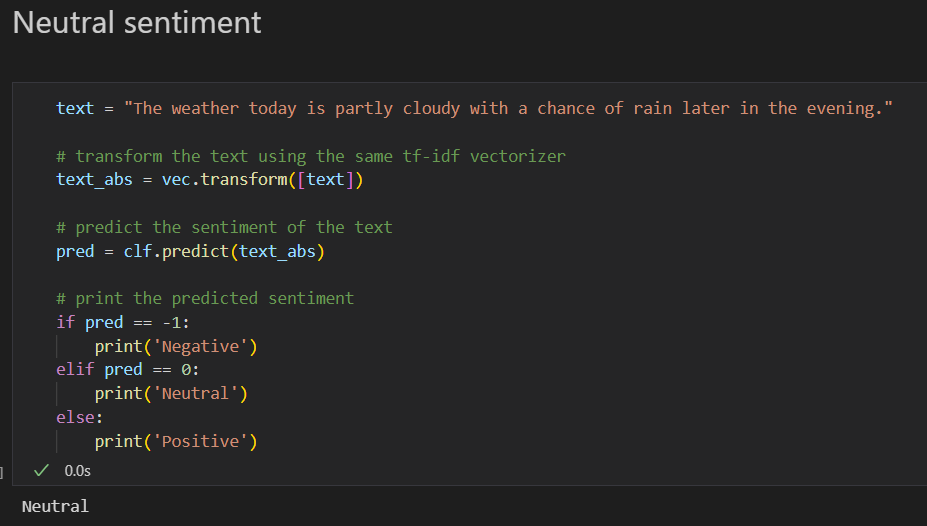 Neutral sentiment
text = "The weather today is partly cloudy with a chance of rain later in the evening."
# transform the text using the same tf-idf vectorizer
text_abs = vec.transform([text])
# predict the sentiment of the text
pred = clf.predict(text_abs)
# print the predicted sentiment
if pred == -1:
    print('Negative')
elif pred == 0:
    print('Neutral')
else:
    print('Positive')
] ✓ 0.0s
Neutral